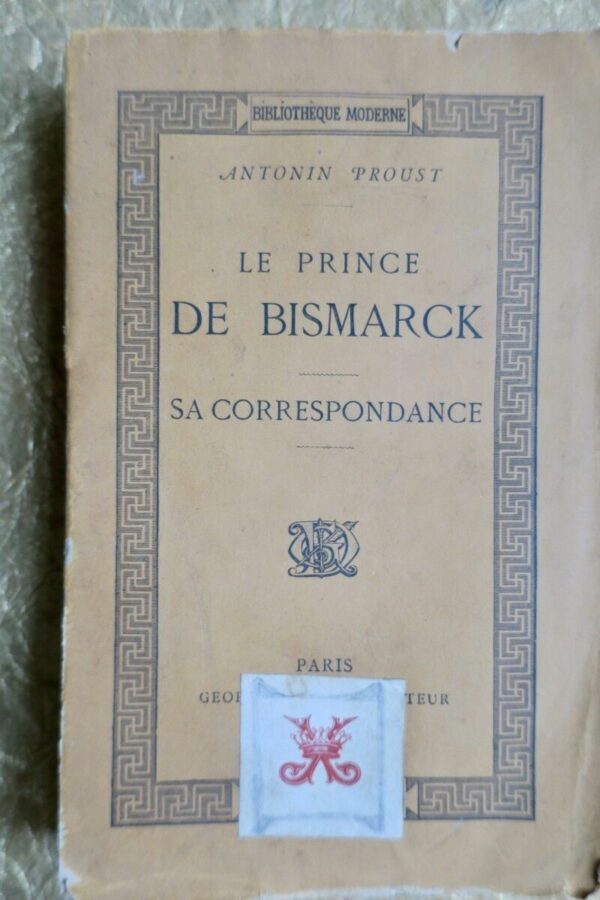 BIBLIOTHÈQUE MODERNE
ANTONIN PROUST
LE PRINCE
DE BISMARCK
SA CORRESPONDANCE
PARIS